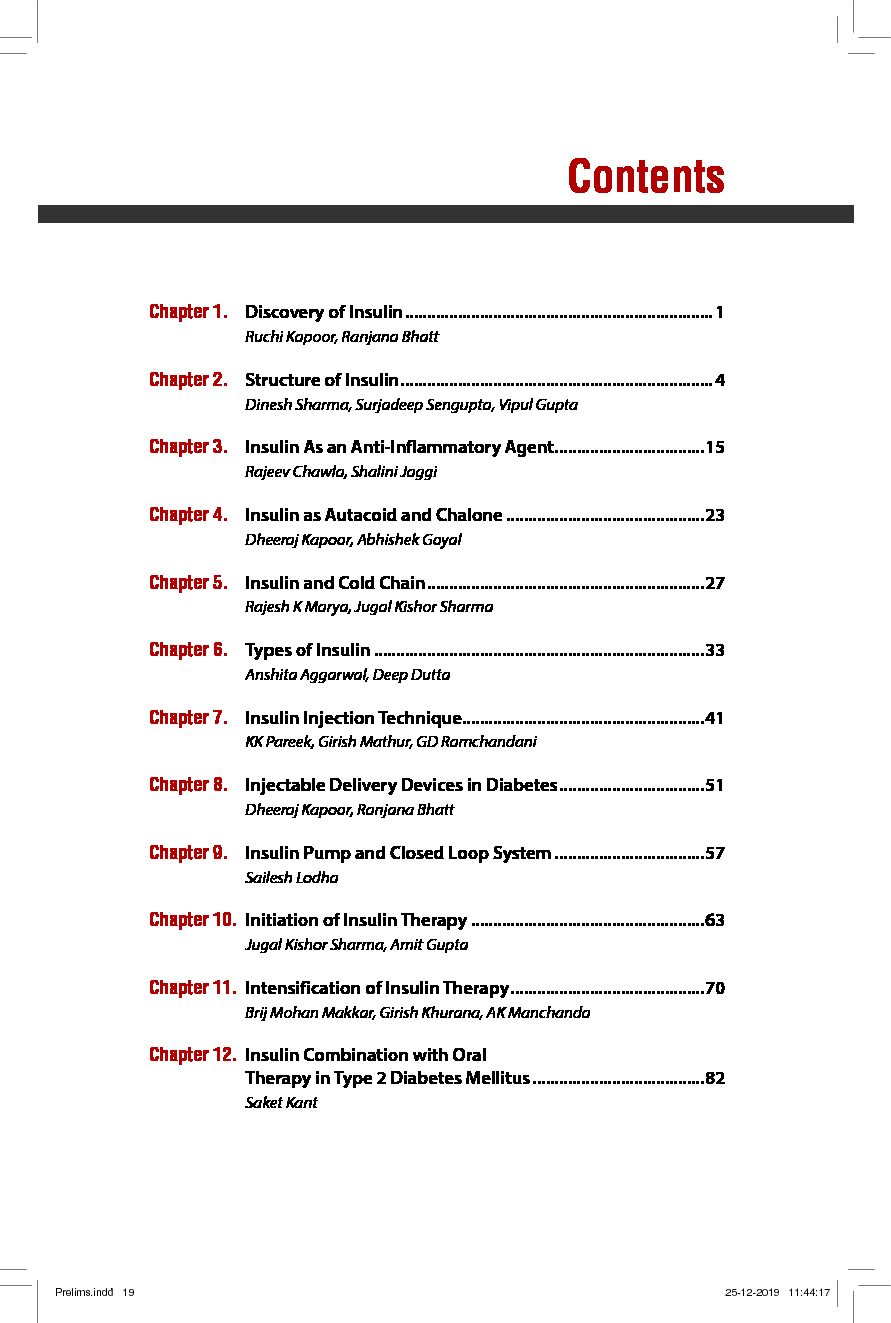 Contents
Chapter 1. Discovery of Insulin ...................................................................... 1
Ruchi Kapoor, Ranjana Bhatt
Chapter 2. Structure of Insulin ....................................................................... 4
Dinesh Sharma, Surjadeep Sengupta, Vipul Gupta
Chapter 3. Insulin As an Anti-Inflammatory Agent.................................. 15
Rajeev Chawla, Shalini Jaggi
Chapter 4. Insulin as Autacoid and Chalone ............................................. 23
Dheeraj Kapoor, Abhishek Goyal
Chapter 5. Insulin and Cold Chain............................................................... 27
Rajesh K Marya, Jugal Kishor Sharma
Chapter 6. Types of Insulin ........................................................................... 33
Anshita Aggarwal, Deep Dutta
Chapter 7. Insulin Injection Technique....................................................... 41
KK Pareek, Girish Mathur, GD Ramchandani
Chapter 8. Injectable Delivery Devices in Diabetes................................. 51
Dheeraj Kapoor, Ranjana Bhatt
Chapter 9. Insulin Pump and Closed Loop System .................................. 57
Sailesh Lodha
Chapter 10. Initiation of Insulin Therapy ..................................................... 63
Jugal Kishor Sharma, Amit Gupta
Chapter 11. Intensification of Insulin Therapy............................................ 70
Brij Mohan Makkar, Girish Khurana, AK Manchanda
Chapter 12. Insulin Combination with Oral
Therapy in Type 2 Diabetes Mellitus ....................................... 82
Saket Kant
Prelims.indd 19 25-12-2019 11:44:17